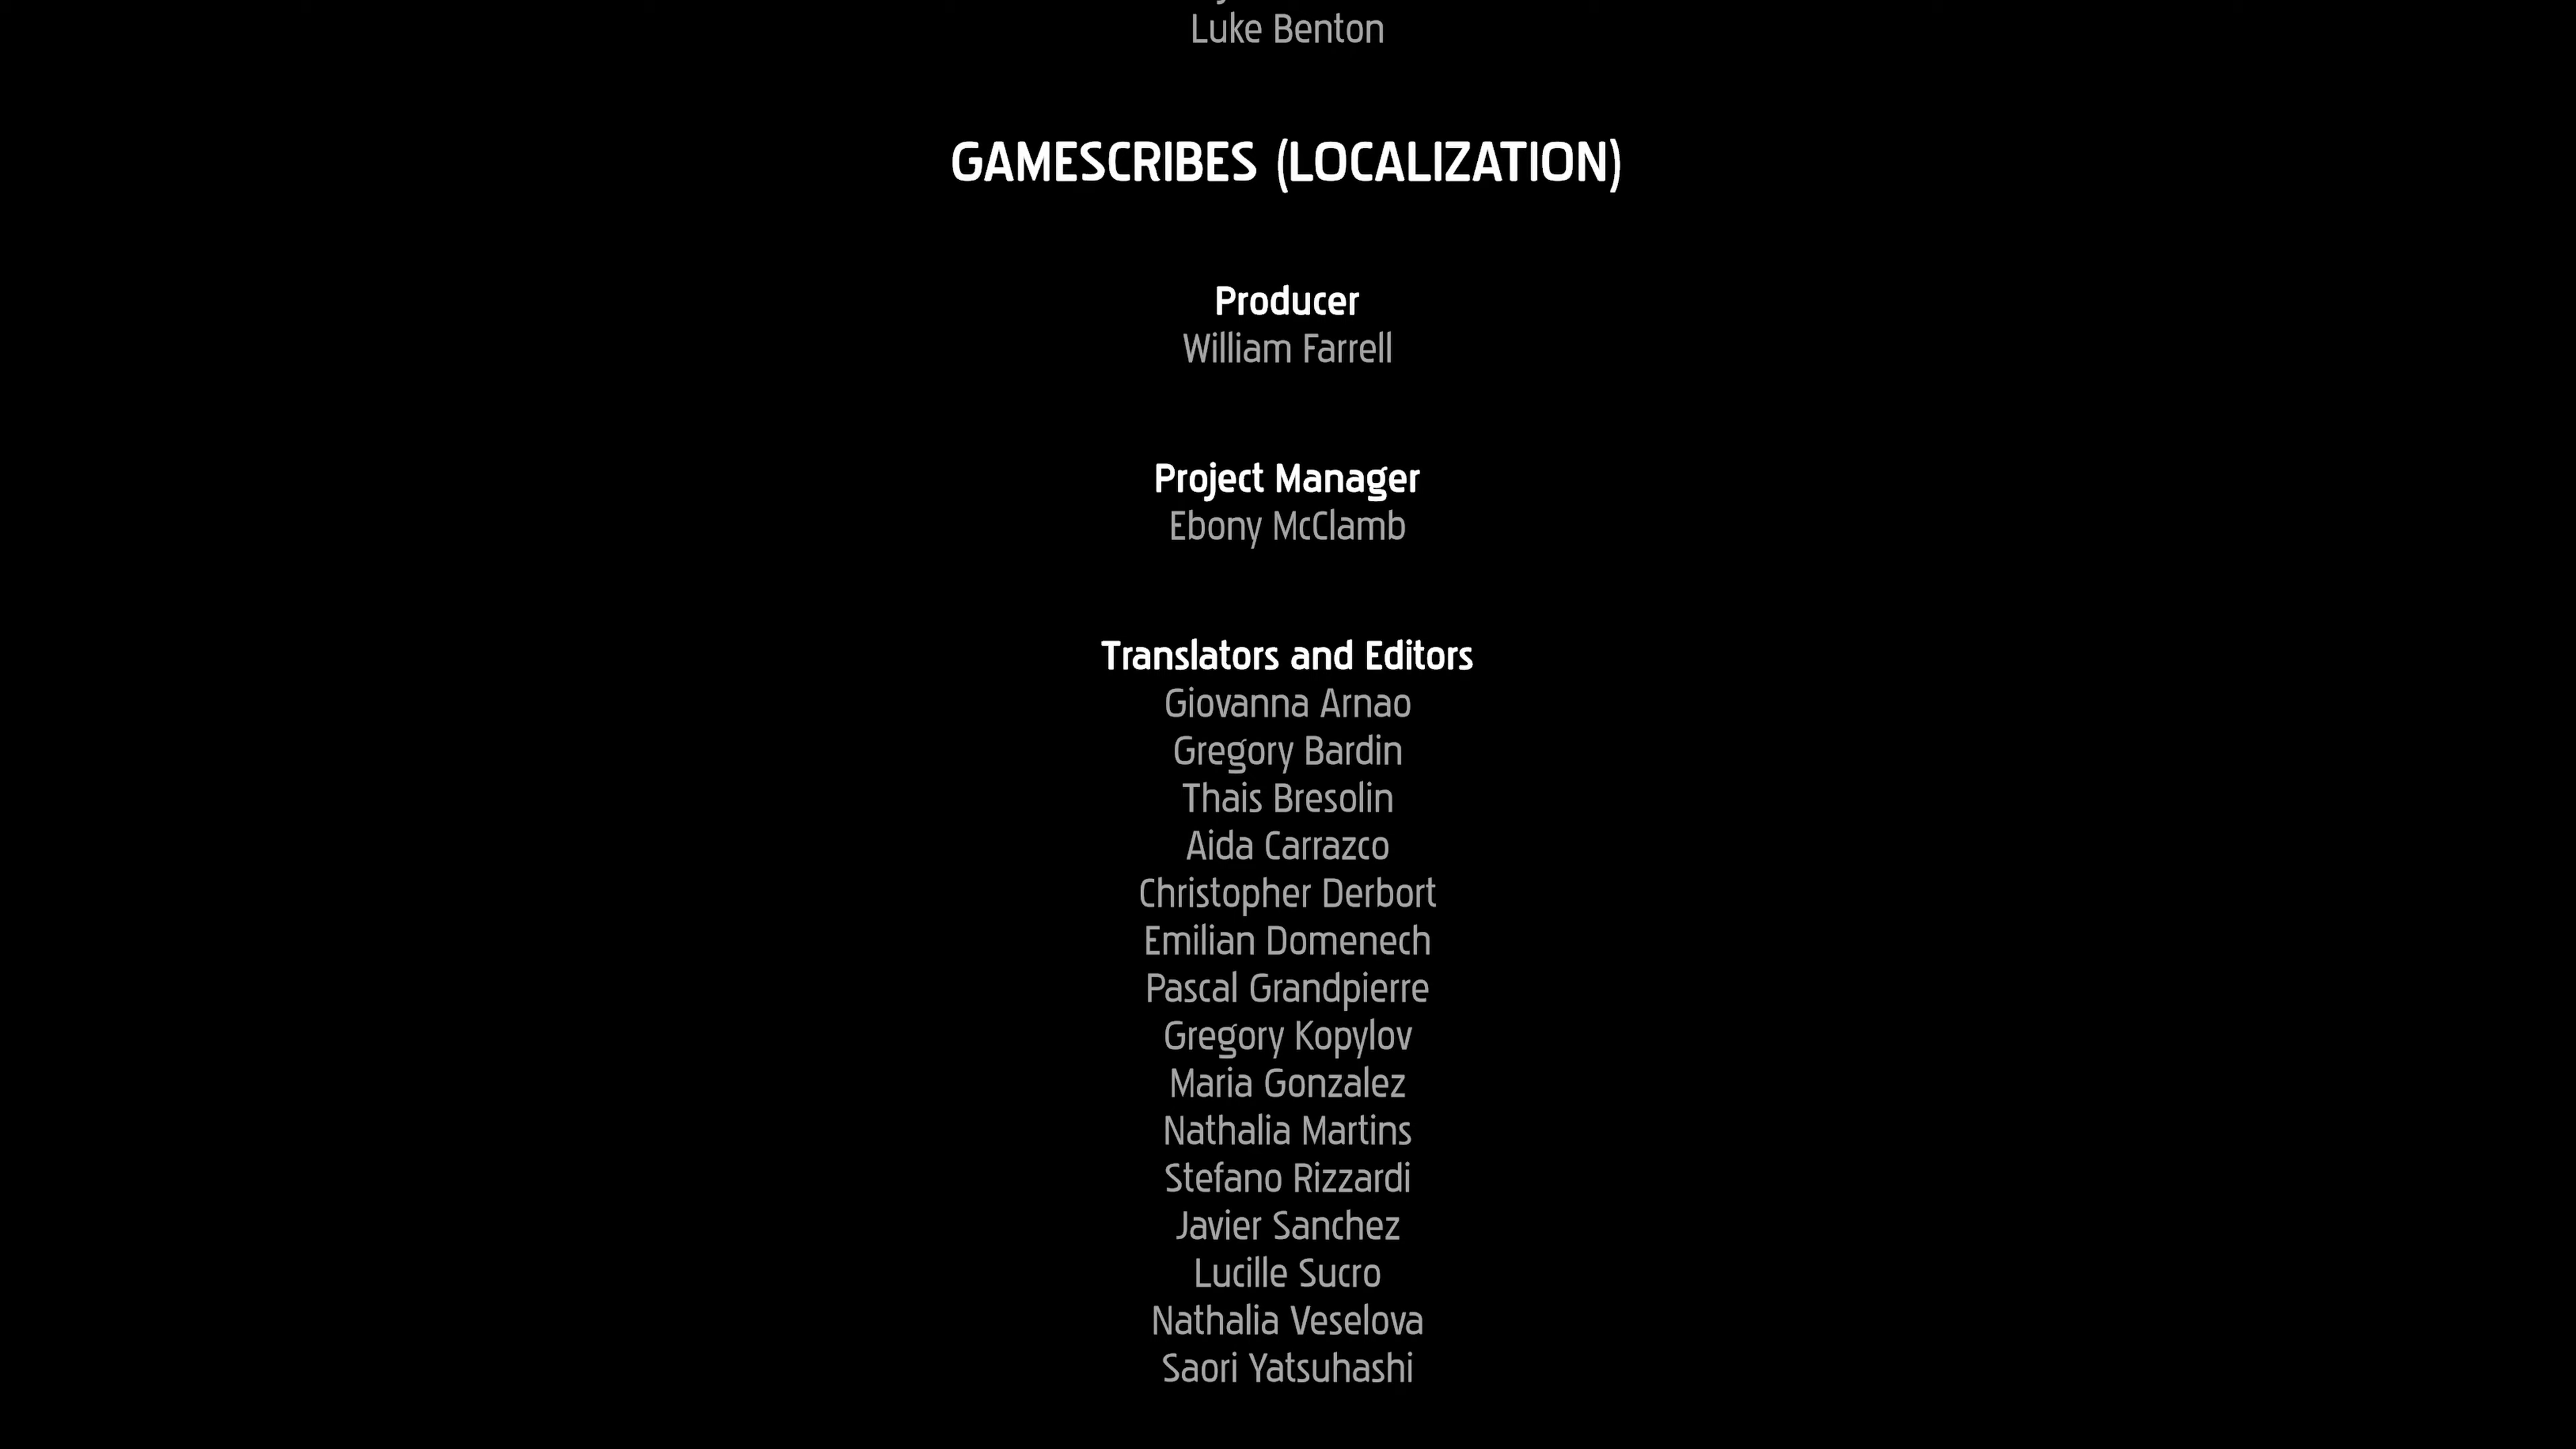 Luke Benton
GAMESCRIBES (LOCALIZATION)
Producer
William Farrell
Project Manager
Ebony McClamb
Translators and Editors
Giovanna Arnao
Gregory Bardin
Thais Bresolin
Aida Carrazco
Christopher Derbort
Emilian Domenech
Pascal Grandpierre
Gregory Kopylov
Maria Gonzalez
Nathalia Martins
Stefano Rizzardi
Javier Sanchez
Lucille Sucro
Nathalia Veselova
Saori Yatsuhashi